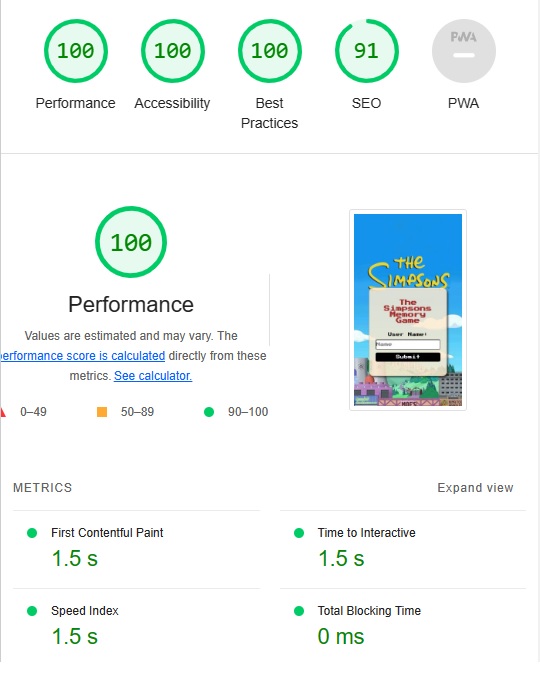 100 100 100 91 PWA
Performance Accessibility Best Practices SEO PWA
100
THE
SIMPSONS
The
Simpsons
Memory
Game
User Name:
Name
Submit
Performance
Values are estimated and may vary. The
performance score is calculated directly from these
metrics. See calculator.
0–49 50–89 90–100
METRICS Expand view
First Contentful Paint Time to Interactive
1.5 s 1.5 s
Speed Index Total Blocking Time
1.5 s 0 ms